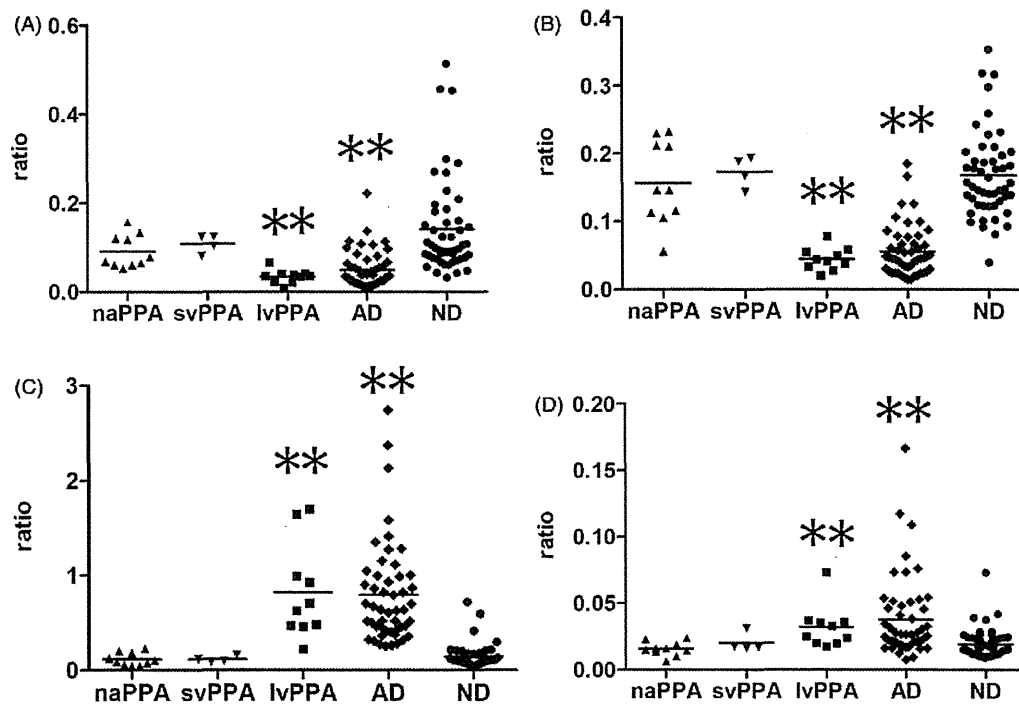 (A)
0.6
0.4
0.2
0.0
ratio
**
**
naPPA svPPA lvPPA AD ND
(B)
0.4
0.3
0.2
0.1
0.0
ratio
**
**
naPPA svPPA lvPPA AD ND
(C)
3
2
1
0
ratio
**
**
naPPA svPPA lvPPA AD ND
(D)
0.20
0.15
0.10
0.05
0.00
ratio
**
**
naPPA svPPA lvPPA AD ND